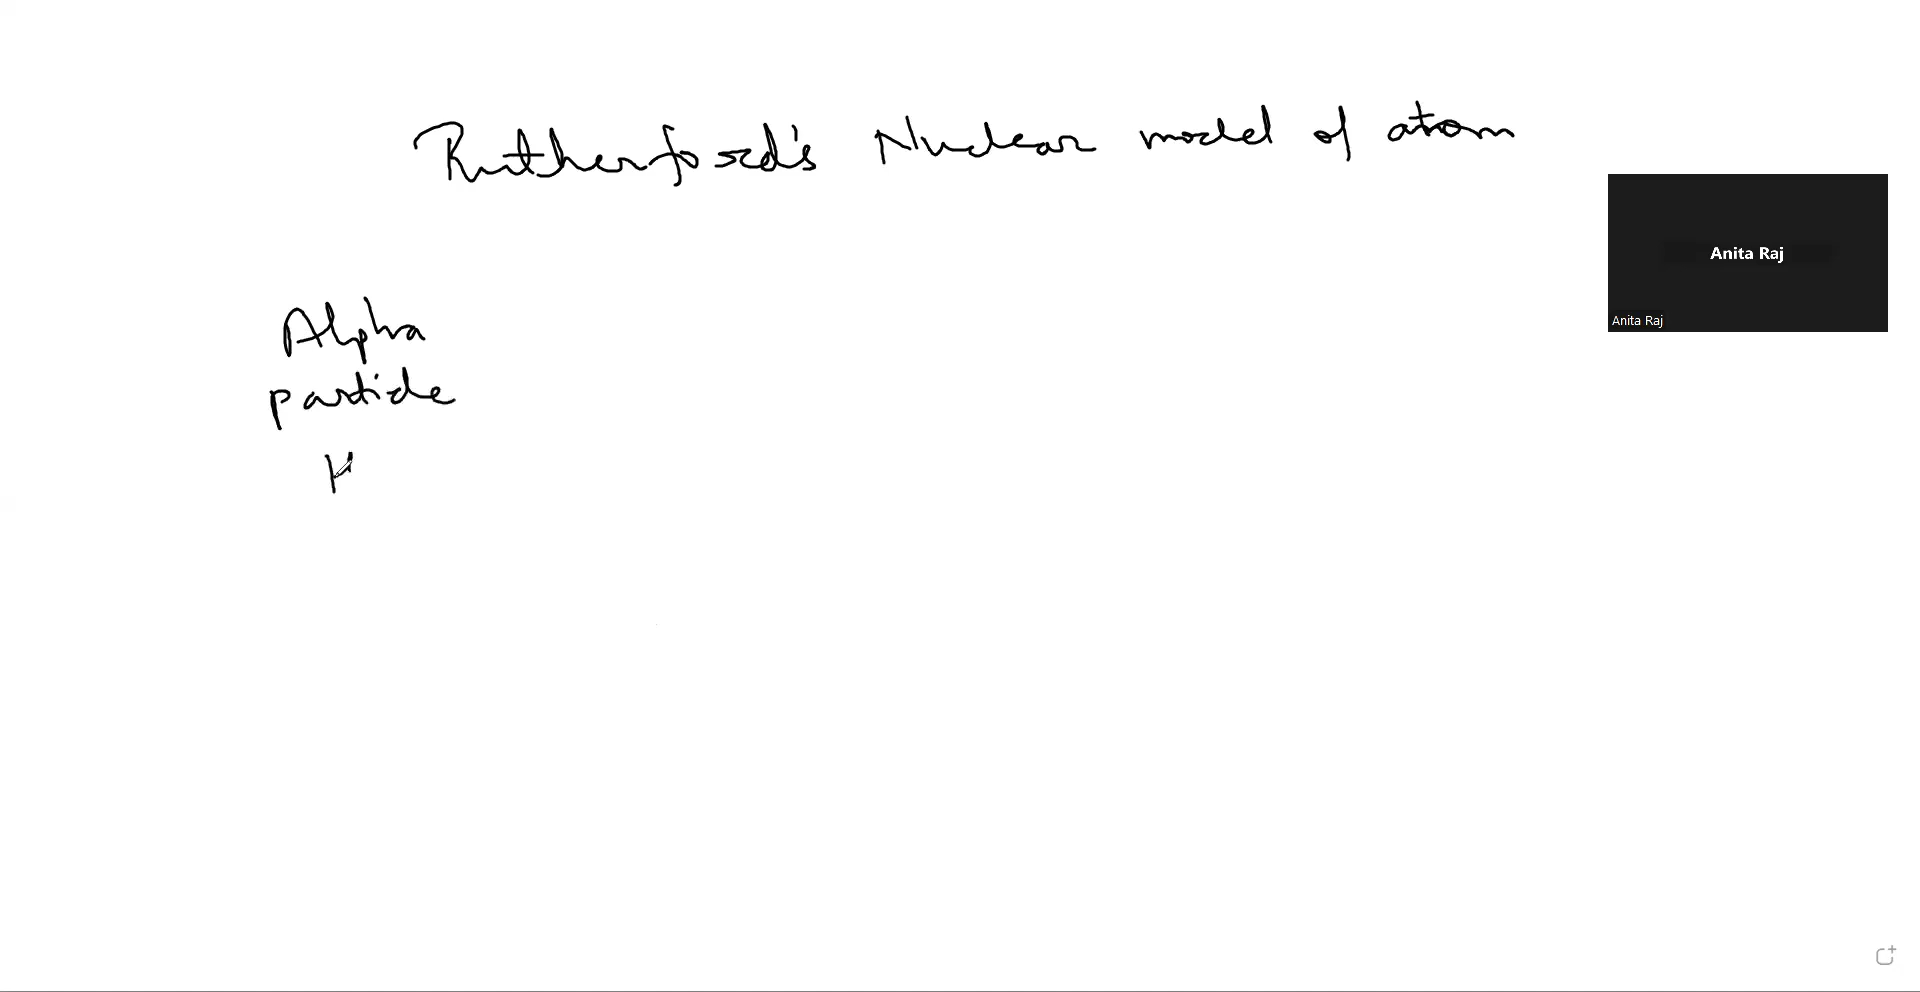 Rutherford's Nuclear model of atom
Anita Raj
Anita Raj
Alpha
particle